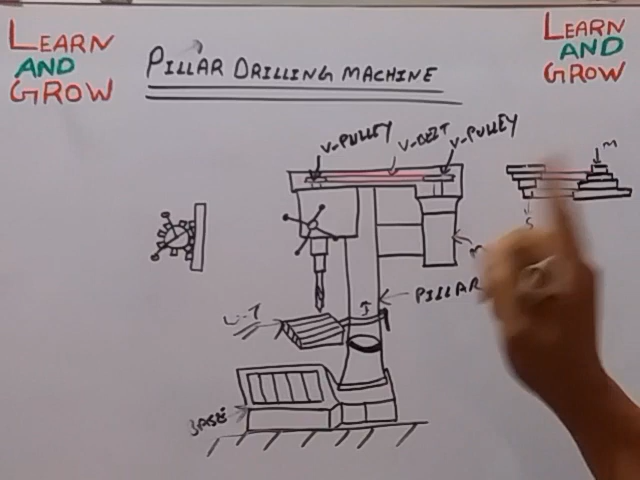 LEARN
AND
GROW
PILLAR DRILLING MACHINE
LEARN
AND
GROW
V-PULLEY
V-BELT
V-PULLEY
M
S
M
PILLAR
W-T
BASE